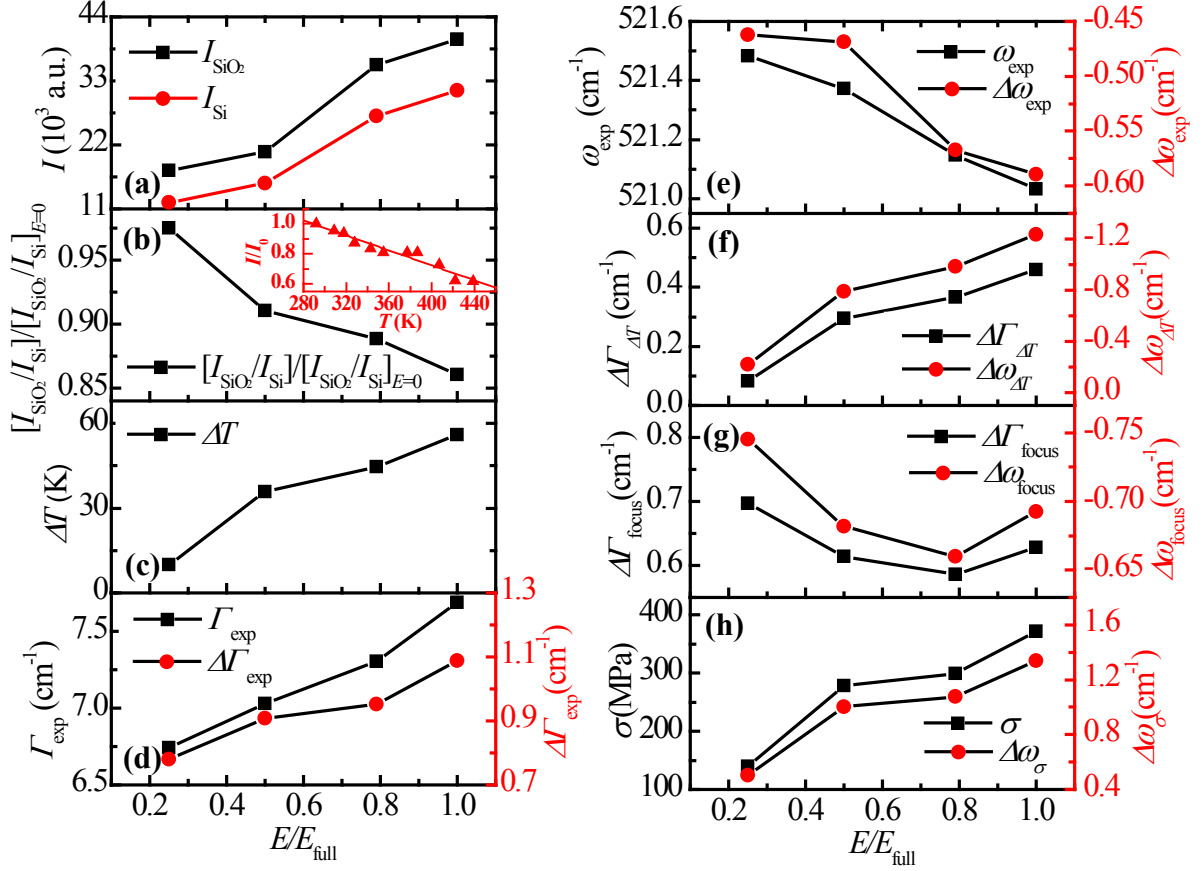 44
33
22
11
I (10³ a.u.)
I_SiO₂
I_Si
(a)
[I_SiO₂/I_Si]/[I_SiO₂/I_Si]_E=0
0.95
0.90
0.85
(b)
[I_SiO₂/I_Si]/[I_SiO₂/I_Si]_E=0
I/I₀
1.0
0.8
0.6
280 320 360 400 440
T (K)
60
30
0
ΔT (K)
ΔT
(c)
7.5
7.0
6.5
Γ_exp (cm⁻¹)
Γ_exp
ΔΓ_exp
(d)
1.3
1.1
0.9
0.7
ΔΓ_exp (cm⁻¹)
0.2 0.4 0.6 0.8 1.0
E/E_full
521.6
521.4
521.2
521.0
ω_exp (cm⁻¹)
ω_exp
Δω_exp
(e)
-0.45
-0.50
-0.55
-0.60
Δω_exp (cm⁻¹)
0.6
0.4
0.2
0.0
ΔΓ_ΔT (cm⁻¹)
(f)
ΔΓ_ΔT
Δω_ΔT
-1.2
-0.8
-0.4
0.0
Δω_ΔT (cm⁻¹)
0.8
0.7
0.6
ΔΓ_focus (cm⁻¹)
(g)
ΔΓ_focus
Δω_focus
-0.75
-0.70
-0.65
Δω_focus (cm⁻¹)
400
300
200
100
σ (MPa)
(h)
σ
Δω_σ
1.6
1.2
0.8
0.4
Δω_σ (cm⁻¹)
0.2 0.4 0.6 0.8 1.0
E/E_full